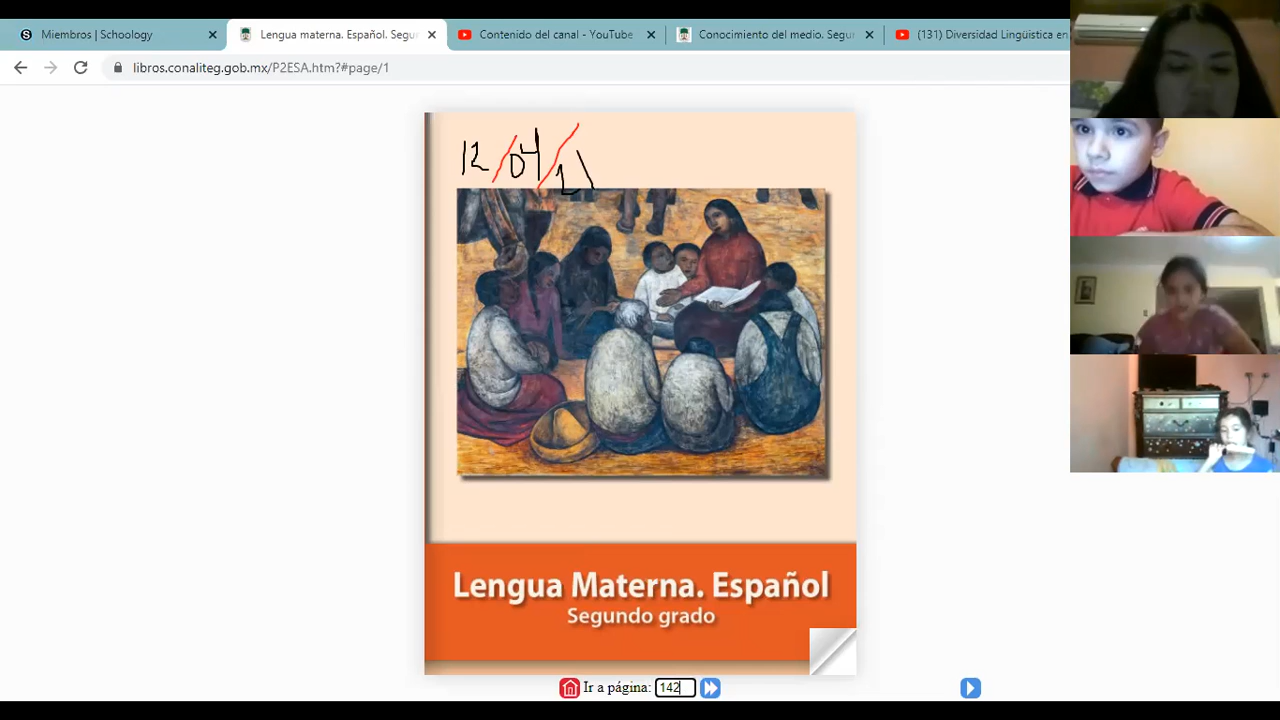 Miembros | Schoology
Lengua materna. Español. Segu
Contenido del canal - YouTube
Conocimiento del medio. Segu
(131) Diversidad Lingüistica en
libros.conaliteg.gob.mx/P2ESA.htm?#page/1
12/04/21
Lengua Materna. Español
Segundo grado
Ir a página: 142